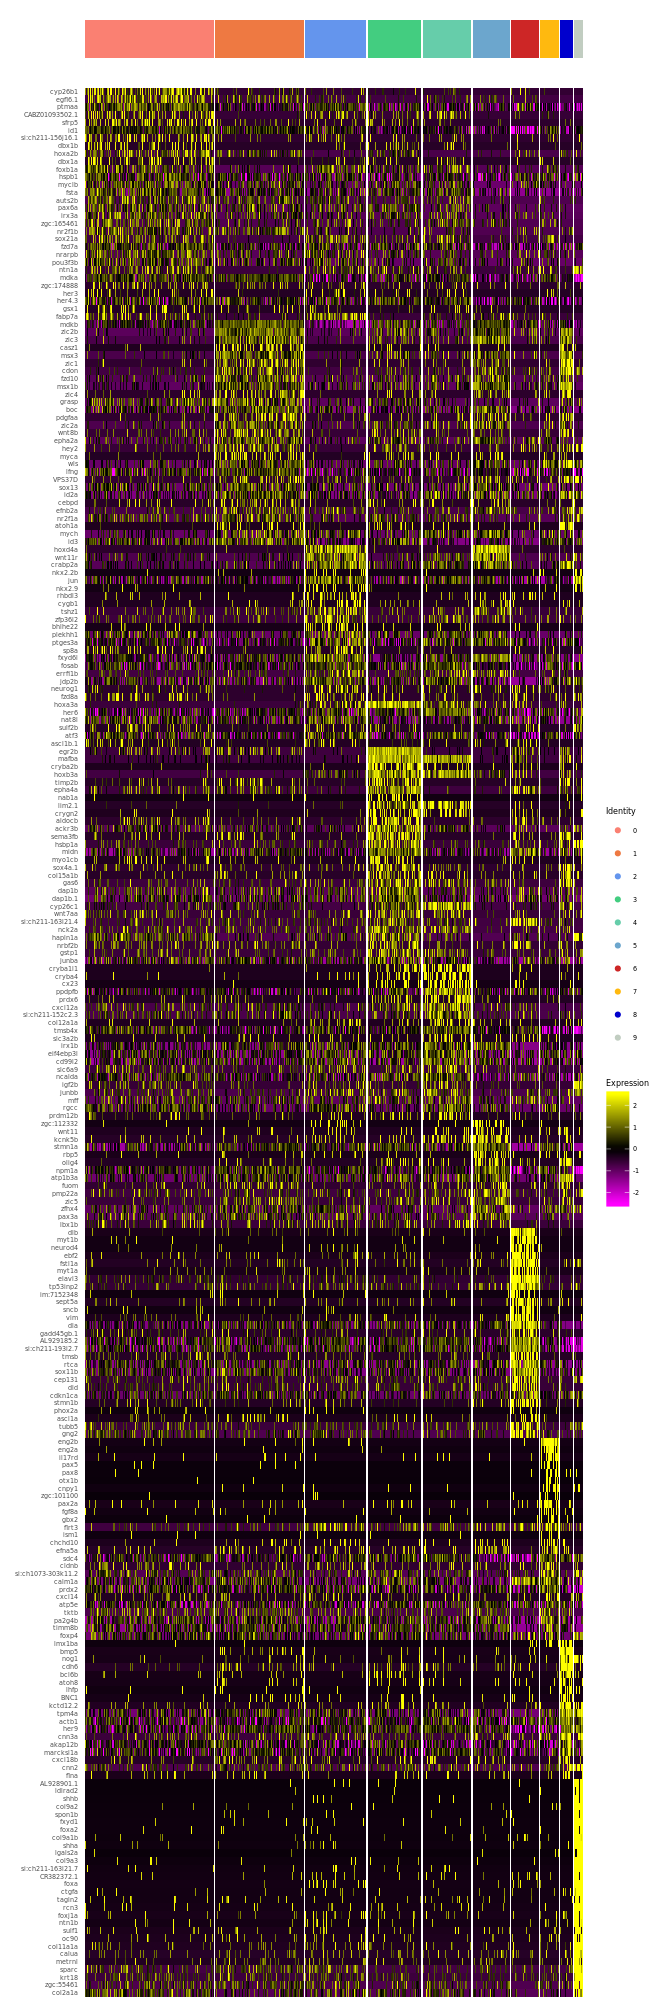 cyp26b1
egfl6.1
ptmaa
CABZ01093502.1
sfrp5
id1
si:ch211-156j16.1
dbx1b
hoxa2b
dbx1a
foxb1a
hspb1
myclb
fsta
auts2b
pax6a
irx3a
zgc:165461
nr2f1b
sox21a
fzd7a
nrarpb
pou3f3b
ntn1a
mdka
zgc:174888
her3
her4.3
gsx1
fabp7a
mdkb
zic2b
zic3
casz1
msx3
zic1
cdon
fzd10
msx1b
zic4
grasp
boc
pdgfaa
zic2a
wnt8b
epha2a
hey2
myca
wls
lfng
VPS37D
sox13
id2a
cebpd
efnb2a
nr2f1a
atoh1a
mych
id3
hoxd4a
wnt11r
crabp2a
nkx2.2b
jun
nkx2.9
rhbdl3
cygb1
tshz1
zfp36l2
bhlhe22
plekhh1
ptges3a
sp8a
fxyd6l
fosab
errfi1b
jdp2b
neurog1
fzd8a
hoxa3a
her6
nat8l
sulf2b
atf3
ascl1b.1
egr2b
mafba
cryba2b
hoxb3a
timp2b
epha4a
nab1a
lim2.1
crygn2
aldocb
ackr3b
sema3fb
hsbp1a
midn
myo1cb
sox4a.1
col15a1b
gas6
dap1b
dap1b.1
cyp26c1
wnt7aa
si:ch211-163l21.4
nck2a
hapln1a
nrbf2b
gstp1
junba
cryba1l1
cryba4
cx23
ppdpfb
prdx6
cxcl12a
si:ch211-152c2.3
col12a1a
tmsb4x
slc3a2b
irx1b
eif4ebp3l
cd99l2
slc6a9
ncalda
igf2b
junbb
mff
rgcc
prdm12b
zgc:112332
wnt11
kcnk5b
stmn1a
rbp5
olig4
npm1a
atp1b3a
fuom
pmp22a
zic5
zfhx4
pax3a
lbx1b
dlb
myt1b
neurod4
ebf2
fstl1a
myt1a
elavl3
tp53inp2
im:7152348
sept5a
sncb
vim
dla
gadd45gb.1
AL929185.2
si:ch211-193l2.7
tmsb
rtca
sox11b
cep131
dld
cdkn1ca
stmn1b
phox2a
ascl1a
tubb5
gng2
eng2b
eng2a
il17rd
pax5
pax8
otx1b
cnpy1
zgc:101100
pax2a
fgf8a
gbx2
flrt3
ism1
chchd10
efna5a
sdc4
cldnb
si:ch1073-303k11.2
calm1a
prdx2
cxcl14
atp5e
tktb
pa2g4b
timm8b
foxp4
lmx1ba
bmp5
nog1
cdh6
bcl6b
atoh8
lhfp
BNC1
kctd12.2
tpm4a
actb1
her9
cnn3a
akap12b
marcksl1a
cxcl18b
cnn2
flna
AL928901.1
ldlrad2
shhb
col9a2
spon1b
fxyd1
foxa2
col9a1b
shha
lgals2a
col9a3
si:ch211-163l21.7
CR382372.1
foxa
ctgfa
tagln2
rcn3
foxj1a
ntn1b
sulf1
oc90
col11a1a
calua
metrnl
sparc
krt18
zgc:55461
col2a1a
Identity
0
1
2
3
4
5
6
7
8
9
Expression
2
1
0
-1
-2